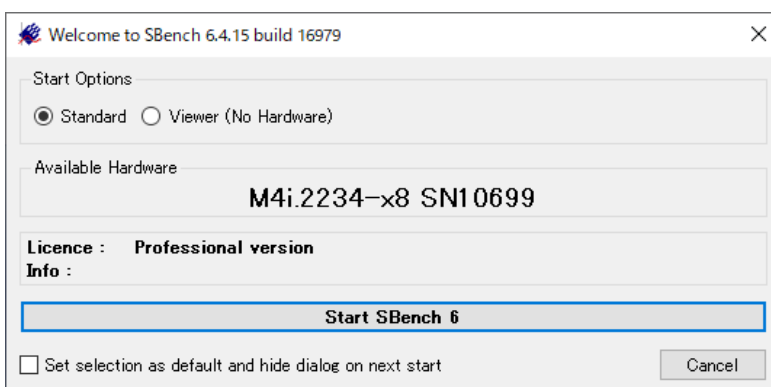 Welcome to SBench 6.4.15 build 16979
Start Options
Standard Viewer (No Hardware)
Available Hardware
M4i.2234-x8 SN10699
Licence : Professional version
Info :
Start SBench 6
Set selection as default and hide dialog on next start Cancel